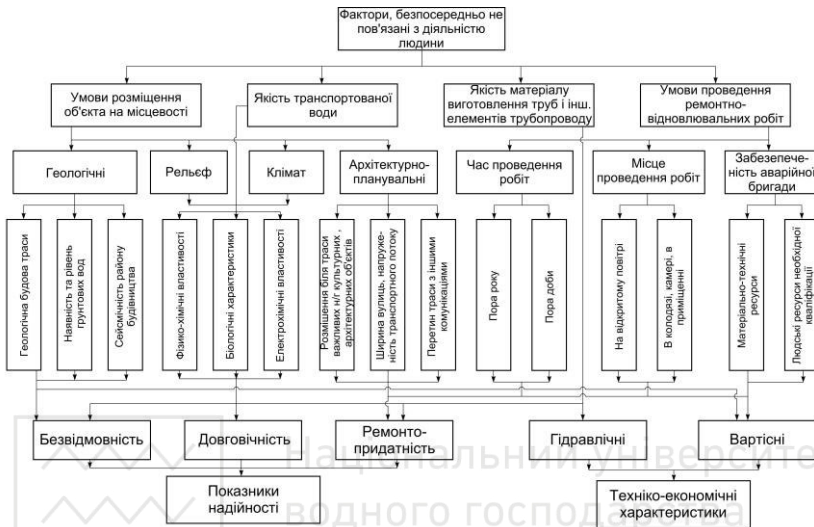 Фактори, безпосередньо не
пов'язані з діяльністю
людини
Умови розміщення
об'єкта на місцевості
Якість транспортованої
води
Якість матеріалу
виготовлення труб і інш.
елементів трубопроводу
Умови проведення
ремонтно-
відновлювальних робіт
Геологічні
Рельєф
Клімат
Архітектурно-
планувальні
Час проведення
робіт
Місце
проведення робіт
Забезепече-
ність аварійної
бригади
Геологічна будова траси
Наявність та рівень
грунтових вод
Сейсмічність району
будівництва
Фізико-хімічні властивості
Біологічні характеристики
Електрохімічні властивості
Розміщення біля траси
важливих н/г культурних ,
архітектурних об'єктів
Ширина вулиць, напруже-
ність транспортного потоку
Перетин траси з іншими
комунікаціями
Пора року
Пора доби
На відкритому повітрі
В колодязі, камері, в
приміщенні
Матеріально-технічні
ресурси
Людські ресурси необхідної
кваліфікації
Безвідмовність
Довговічність
Ремонто-
придатність
Гідравлічні
Вартісні
Показники
надійності
Техніко-економічні
характеристики
Національний університе
водного господарства